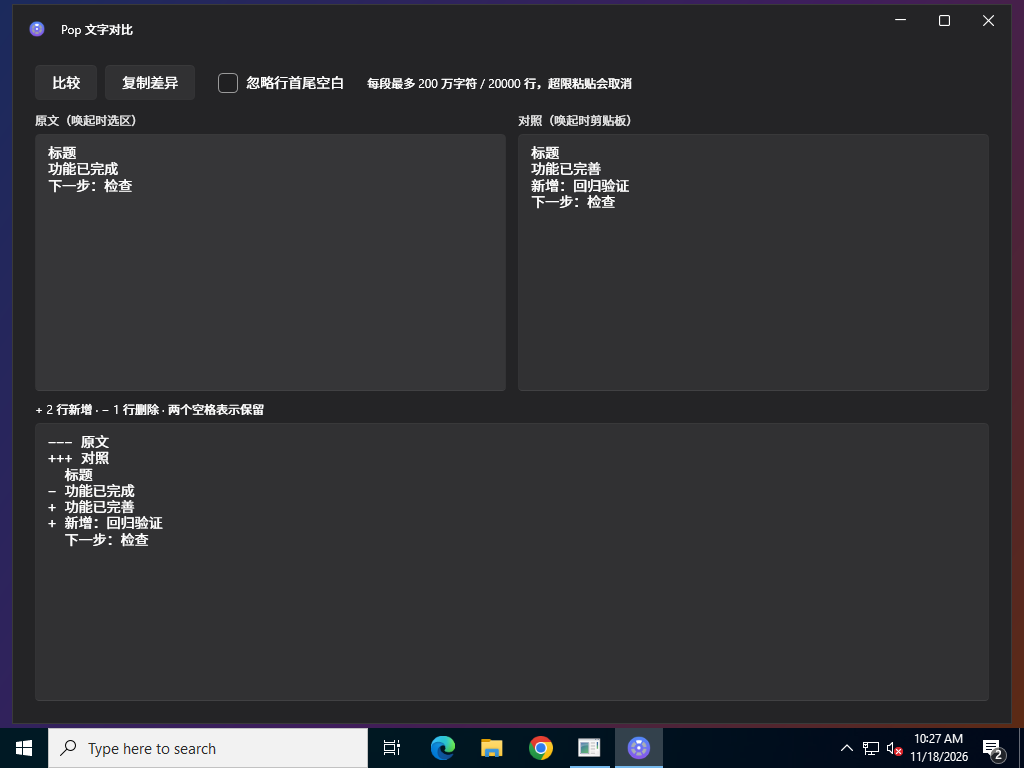 Pop 文字对比
比较 复制差异 忽略行首尾空白 每段最多 200 万字符 / 20000 行，超限粘贴会取消
原文（唤起时选区）
标题
功能已完成
下一步：检查
对照（唤起时剪贴板）
标题
功能已完善
新增：回归验证
下一步：检查
+ 2 行新增 · − 1 行删除 · 两个空格表示保留
--- 原文
+++ 对照
  标题
- 功能已完成
+ 功能已完善
+ 新增：回归验证
  下一步：检查
Type here to search
10:27 AM
11/18/2026
2